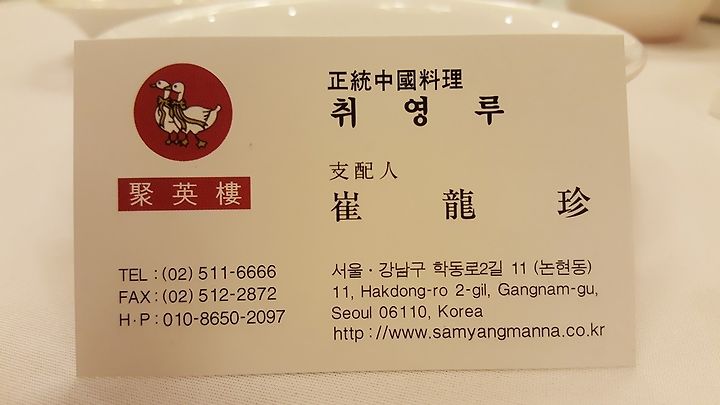 聚英樓
TEL : (02) 511-6666
FAX : (02) 512-2872
H·P : 010-8650-2097
正統中國料理
취영루
支配人
崔龍珍
서울·강남구 학동로2길 11 (논현동)
11, Hakdong-ro 2-gil, Gangnam-gu,
Seoul 06110, Korea
http://www.samyangmanna.co.kr